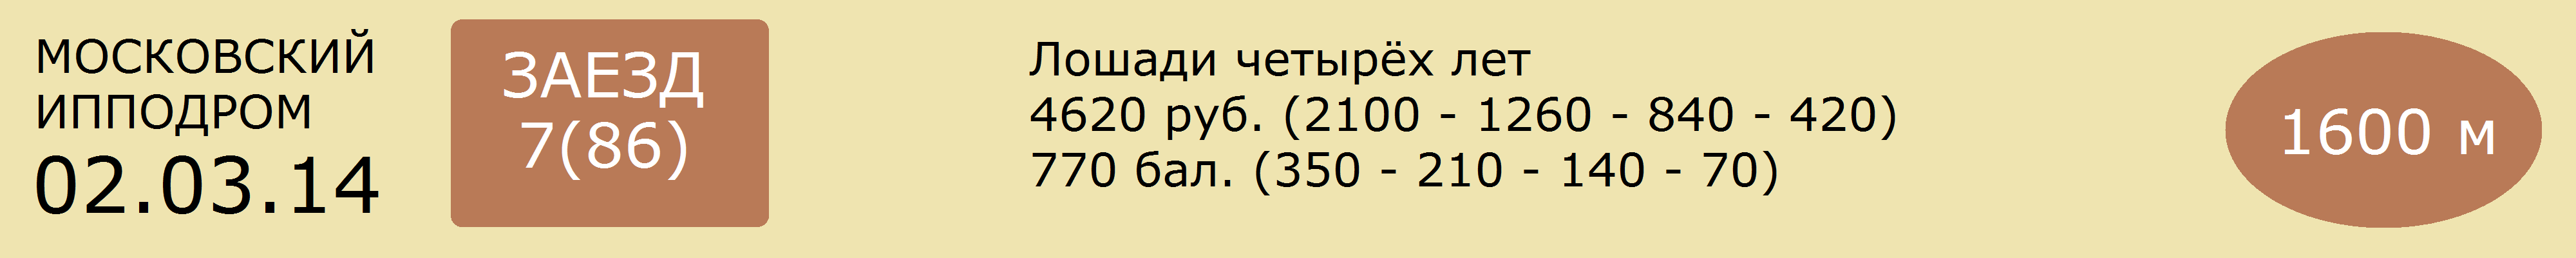 МОСКОВСКИЙ
ИППОДРОМ
02.03.14
ЗАЕЗД
7(86)
Лошади четырёх лет
4620 руб. (2100 - 1260 - 840 - 420)
770 бал. (350 - 210 - 140 - 70)
1600 м